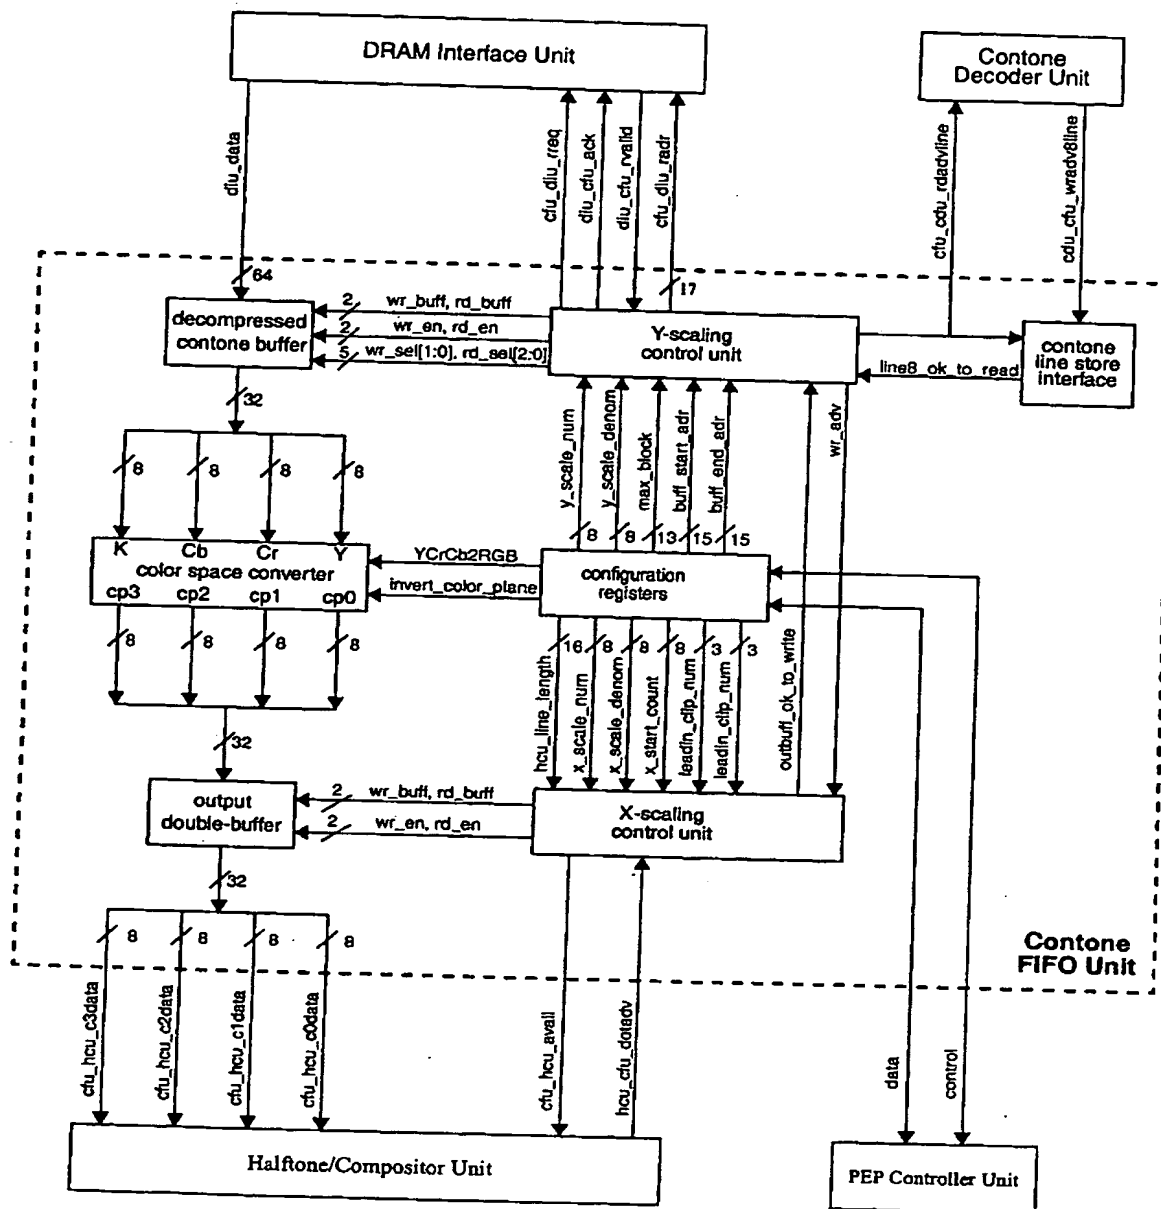 DRAM Interface Unit
Contone
Decoder Unit
diu_data
cfu_diu_rreq
diu_cfu_ack
diu_cfu_rvalid
cfu_diu_radr
cfu_cdu_rdadvline
cdu_cfu_wradv8line
64
17
decompressed
contone buffer
2
wr_buff, rd_buff
2
wr_en, rd_en
5
wr_sel[1:0], rd_sel[2:0]
Y-scaling
control unit
line8_ok_to_read
contone
line store
interface
32
8
8
8
8
y_scale_num
y_scale_denom
max_block
buff_start_adr
buff_end_adr
wr_adv
8
8
13
15
15
K
Cb
Cr
Y
color space converter
cp3
cp2
cp1
cp0
YCrCb2RGB
invert_color_plane
configuration
registers
8
8
8
8
16
8
8
8
3
3
hcu_line_length
x_scale_num
x_scale_denom
x_start_count
leadin_clip_num
leadin_clip_num
outbuff_ok_to_write
32
output
double-buffer
2
wr_buff, rd_buff
2
wr_en, rd_en
X-scaling
control unit
32
8
8
8
8
Contone
FIFO Unit
cfu_hcu_c3data
cfu_hcu_c2data
cfu_hcu_c1data
cfu_hcu_c0data
cfu_hcu_avail
hcu_cfu_dotadv
data
control
Halftone/Compositor Unit
PEP Controller Unit